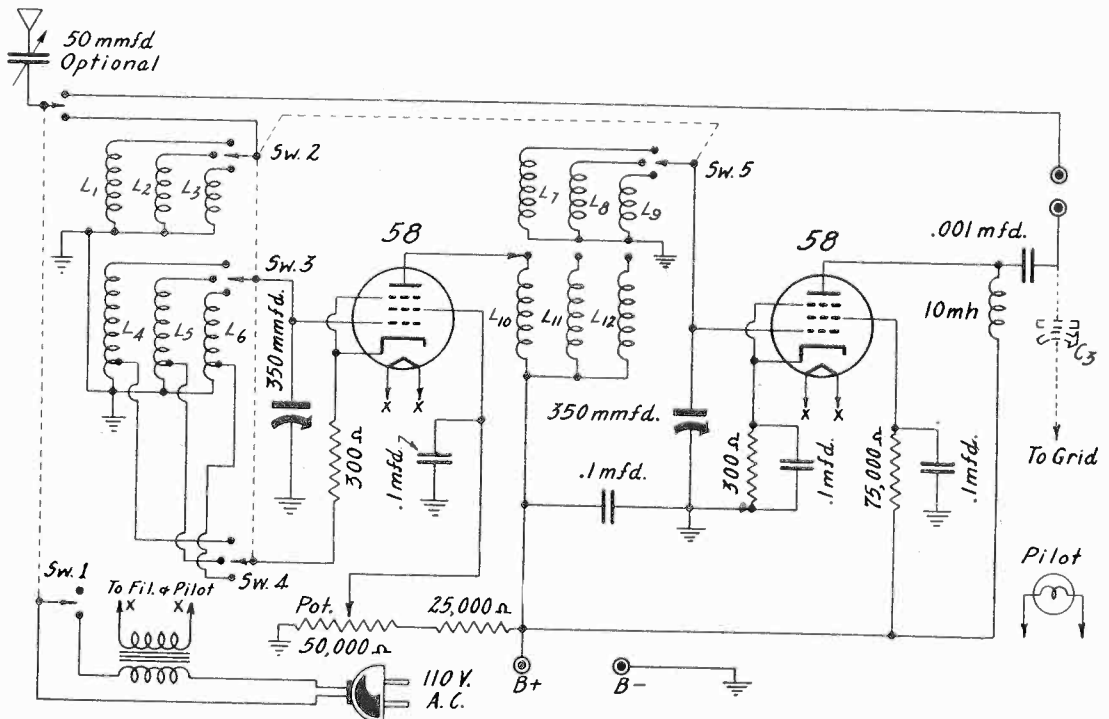 50 mmfd
Optional
Sw. 2
L1
L2
L3
L7
L8
L9
Sw. 5
58
58
.001 mfd.
Sw. 3
L4
L5
L6
350 mmfd.
L10
L11
L12
10mh
C3
X X
X X
300 Ω
.1 mfd.
350 mmfd.
.1 mfd.
300 Ω
.1 mfd.
75,000 Ω
.1 mfd.
To Grid
Sw. 1
Sw. 4
To Fil. & Pilot
X X
Pot.
50,000 Ω
25,000 Ω
Pilot
B+
B-
110 V.
A.C.